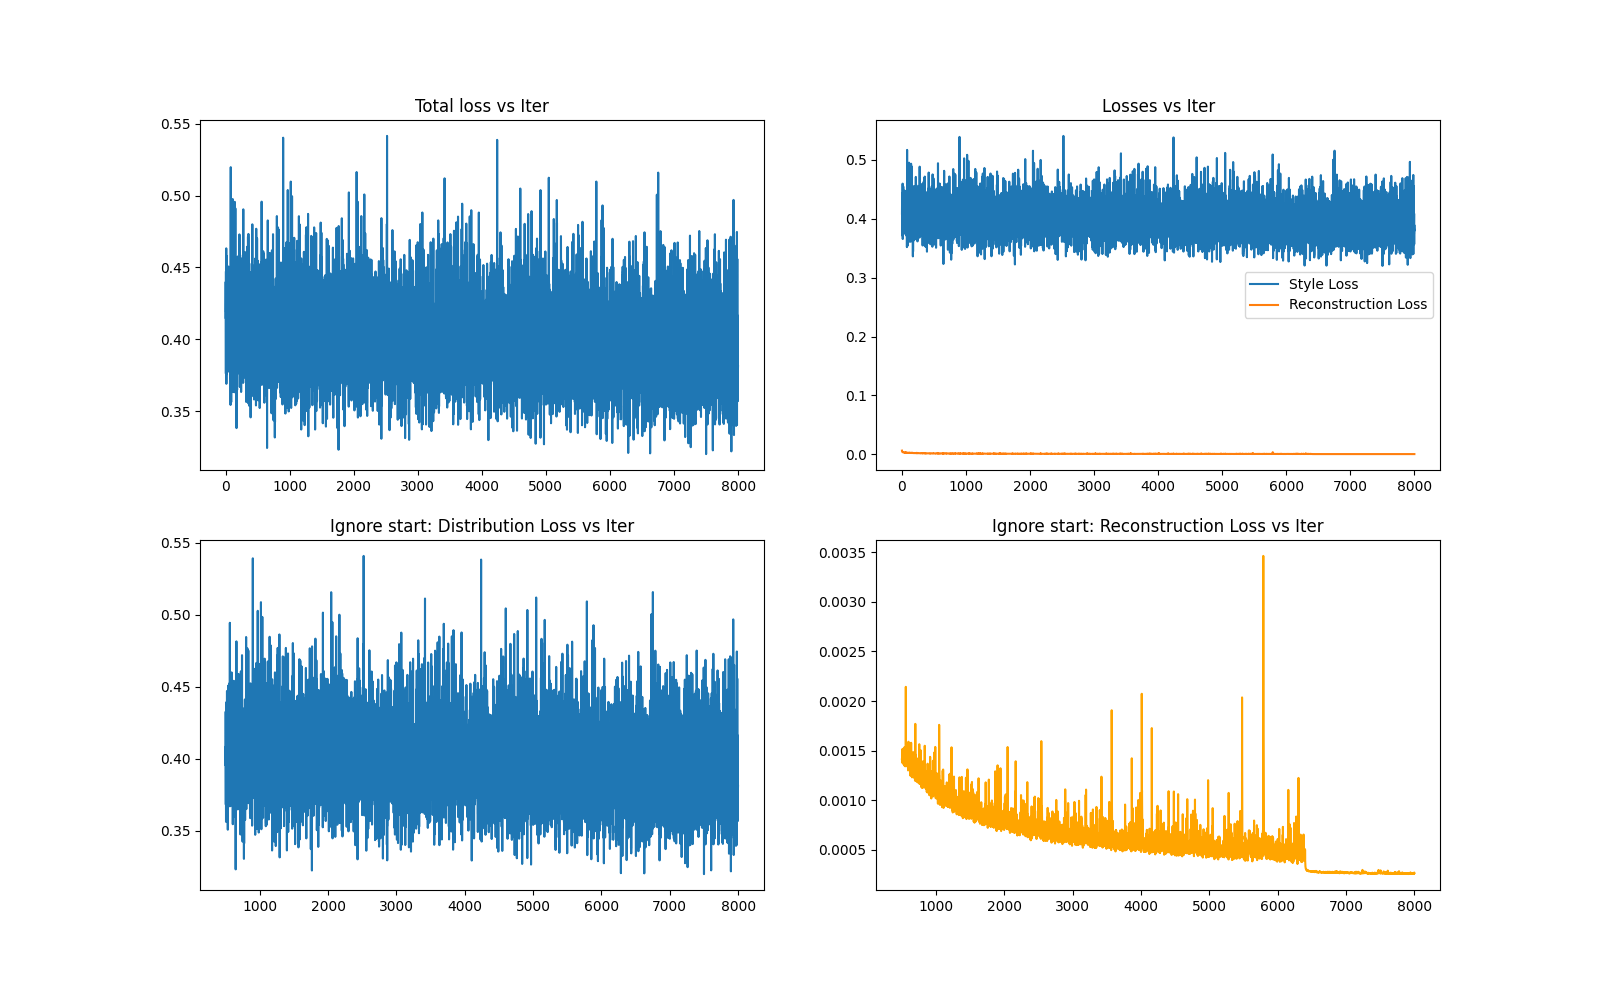 Total loss vs Iter
0.55
0.50
0.45
0.40
0.35
0 1000 2000 3000 4000 5000 6000 7000 8000
Losses vs Iter
0.5
0.4
0.3
0.2
0.1
0.0
Style Loss
Reconstruction Loss
0 1000 2000 3000 4000 5000 6000 7000 8000
Ignore start: Distribution Loss vs Iter
0.55
0.50
0.45
0.40
0.35
1000 2000 3000 4000 5000 6000 7000 8000
Ignore start: Reconstruction Loss vs Iter
0.0035
0.0030
0.0025
0.0020
0.0015
0.0010
0.0005
1000 2000 3000 4000 5000 6000 7000 8000